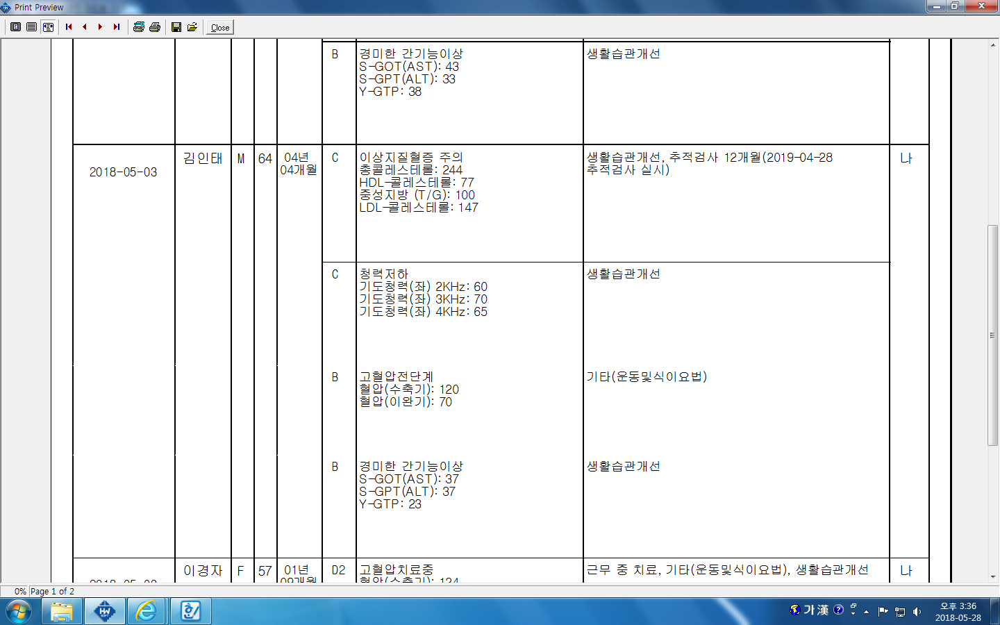 Print Preview
Close
B 경미한 간기능이상 생활습관개선
S-GOT(AST): 43
S-GPT(ALT): 33
Y-GTP: 38
2018-05-03 김인태 M 64 04년 04개월 C 이상지질혈증 주의 생활습관개선, 추적검사 12개월(2019-04-28 나
총콜레스테롤: 244 추적검사 실시)
HDL-콜레스테롤: 77
중성지방 (T/G): 100
LDL-콜레스테롤: 147
C 청력저하 생활습관개선
기도청력(좌) 2KHz: 60
기도청력(좌) 3KHz: 70
기도청력(좌) 4KHz: 65
B 고혈압전단계 기타(운동및식이요법)
혈압(수축기): 120
혈압(이완기): 70
B 경미한 간기능이상 생활습관개선
S-GOT(AST): 37
S-GPT(ALT): 37
Y-GTP: 23
이경자 F 57 01년 D2 고혈압치료중 근무 중 치료, 기타(운동및식이요법), 생활습관개선 나
0% Page 1 of 2
HW
SOFT
가 漢
오후 3:36
2018-05-28